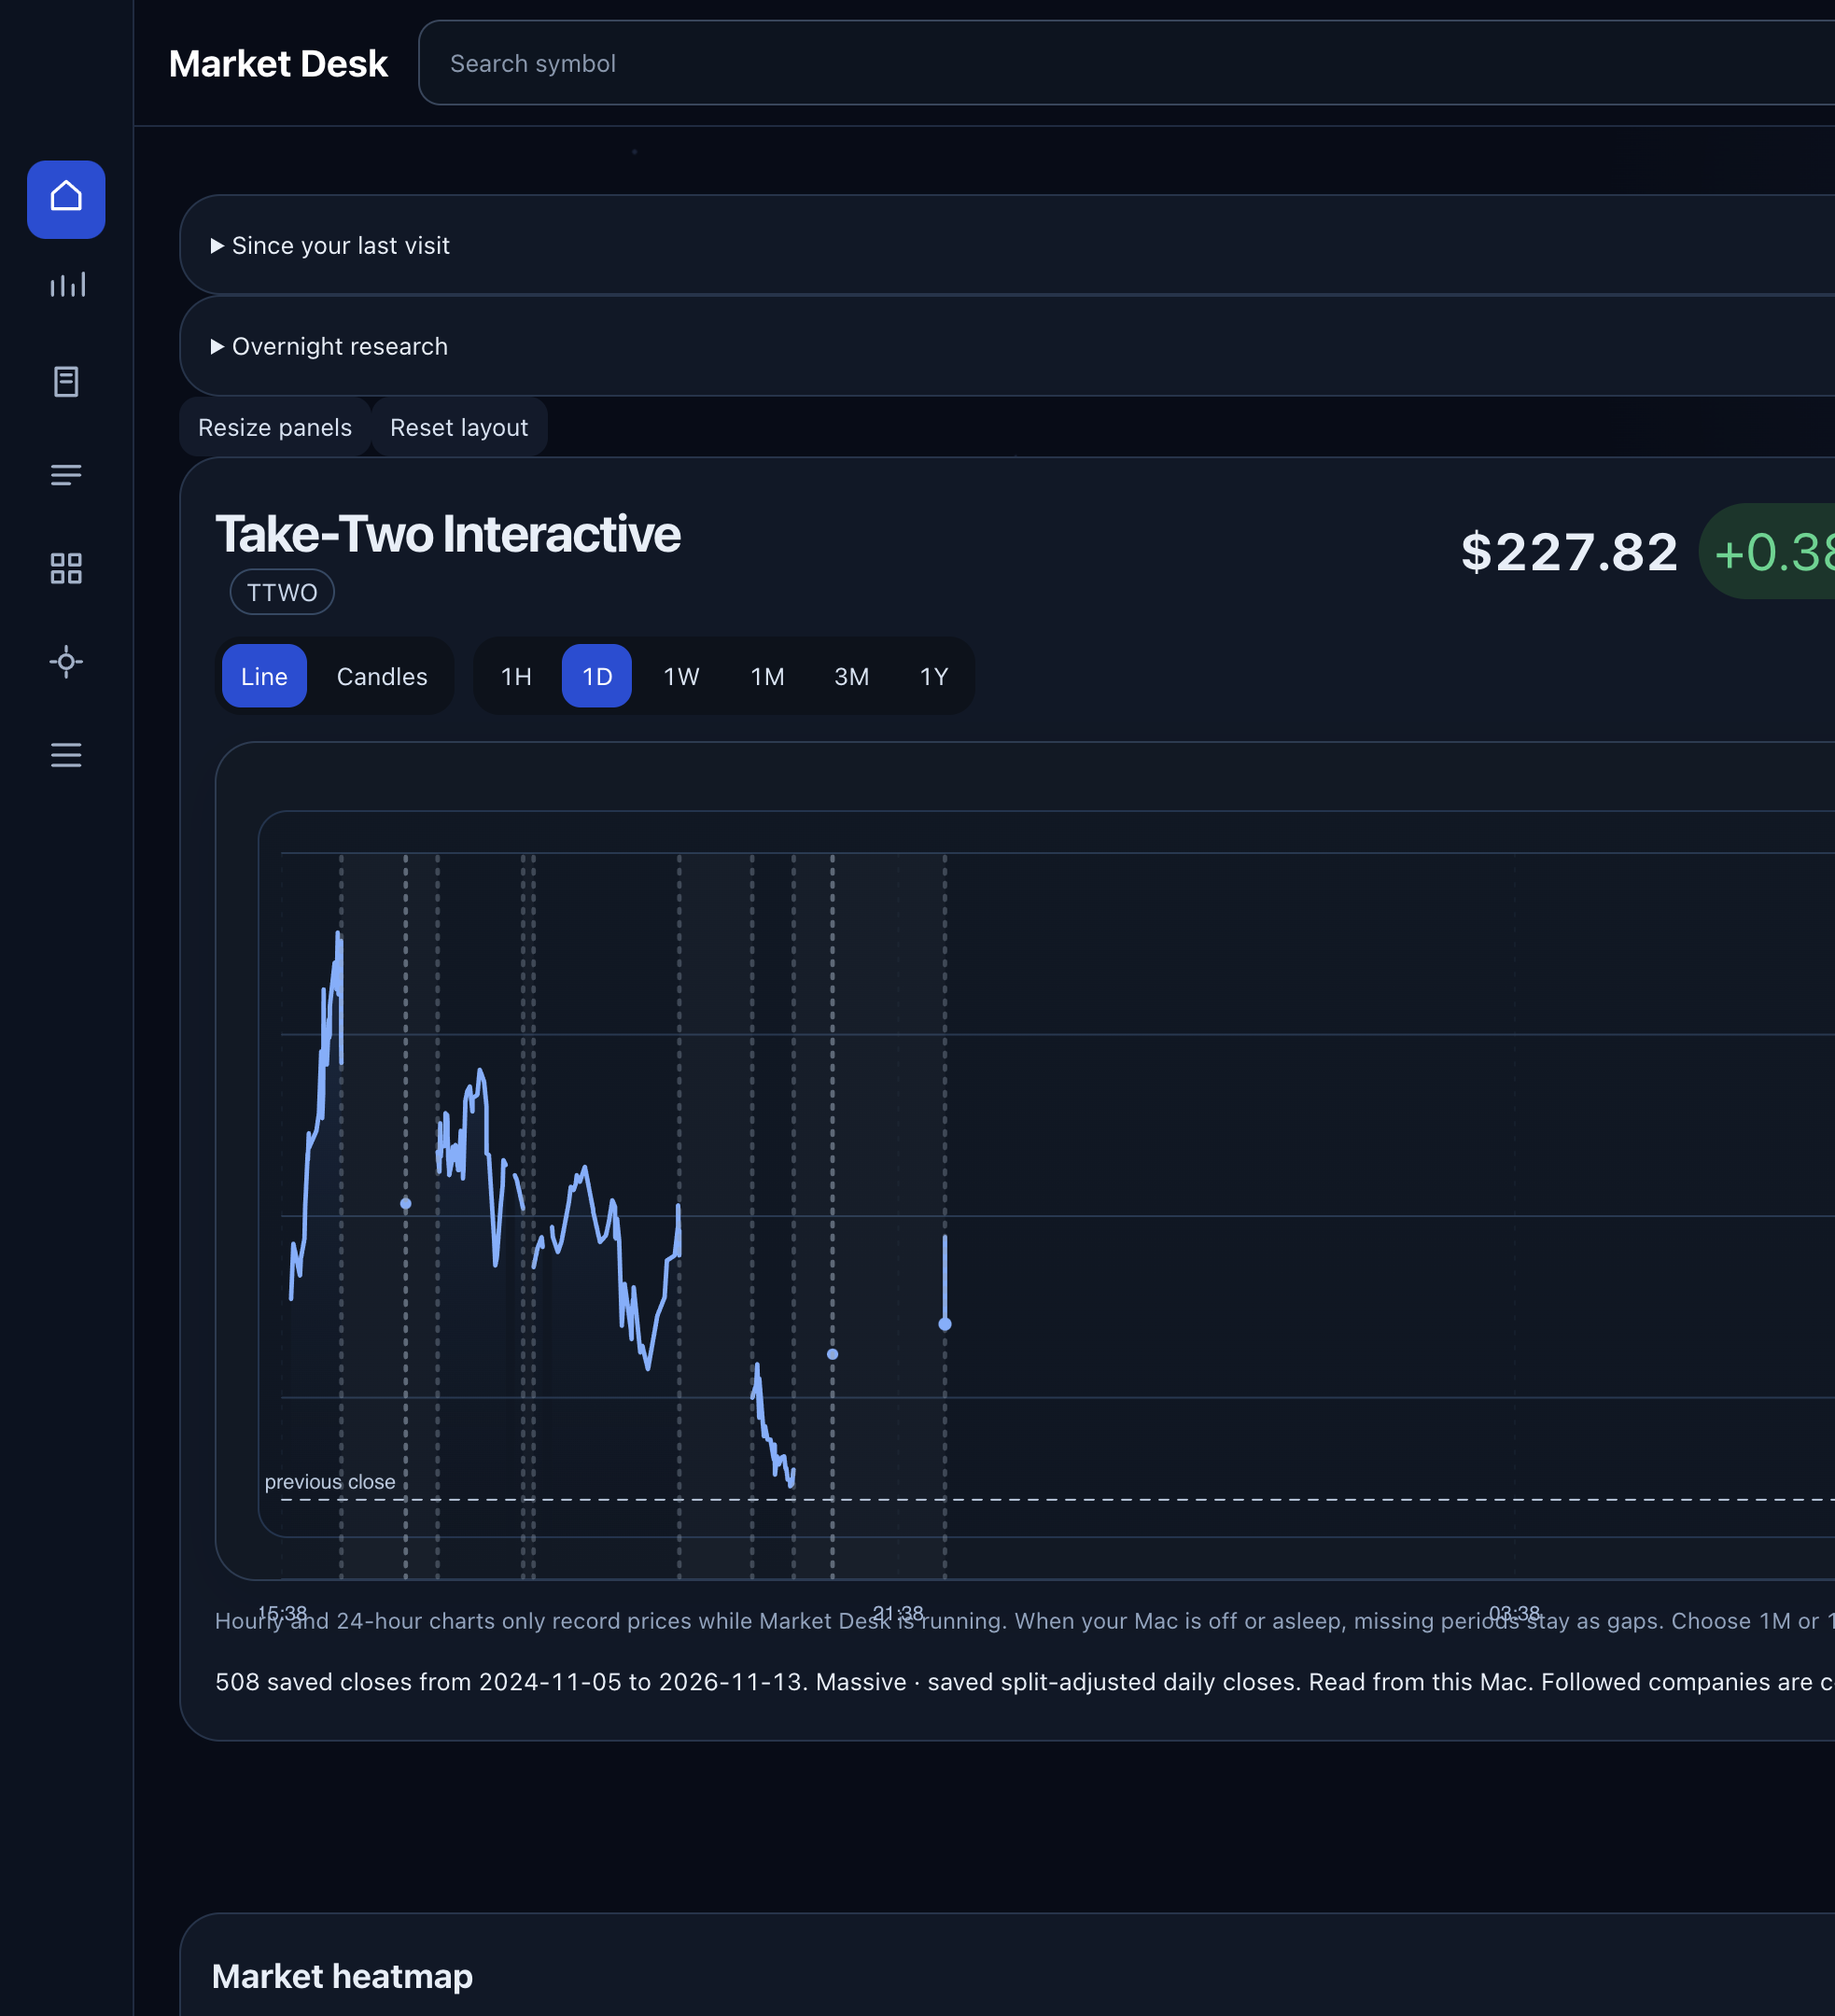 Market Desk
Search symbol
Since your last visit
Overnight research
Resize panels
Reset layout
Take-Two Interactive
$227.82
+0.38
TTWO
Line
Candles
1H
1D
1W
1M
3M
1Y
previous close
15:38
21:38
03:38
Hourly and 24-hour charts only record prices while Market Desk is running. When your Mac is off or asleep, missing periods stay as gaps. Choose 1M or
508 saved closes from 2024-11-05 to 2026-11-13. Massive · saved split-adjusted daily closes. Read from this Mac. Followed companies are
Market heatmap